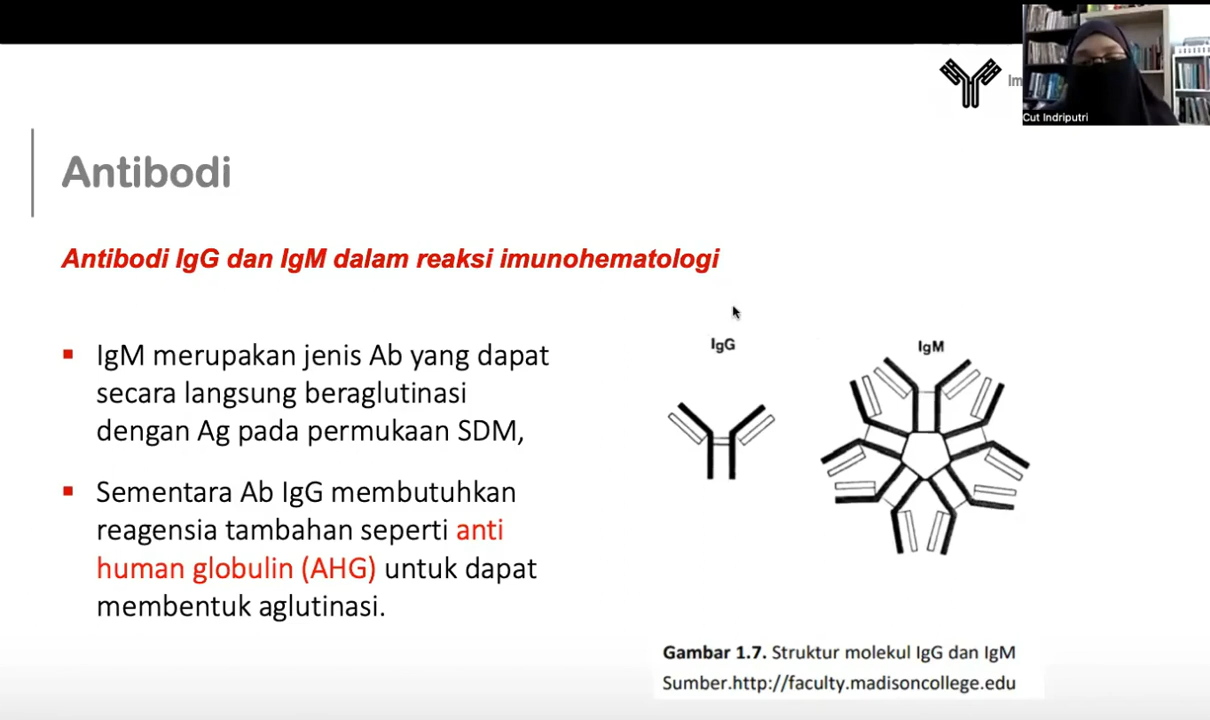 Im
Cut Indriputri
Antibodi
Antibodi IgG dan IgM dalam reaksi imunohematologi
IgM merupakan jenis Ab yang dapat
secara langsung beraglutinasi
dengan Ag pada permukaan SDM,
Sementara Ab IgG membutuhkan
reagensia tambahan seperti anti
human globulin (AHG) untuk dapat
membentuk aglutinasi.
IgG
IgM
Gambar 1.7. Struktur molekul IgG dan IgM
Sumber.http://faculty.madisoncollege.edu